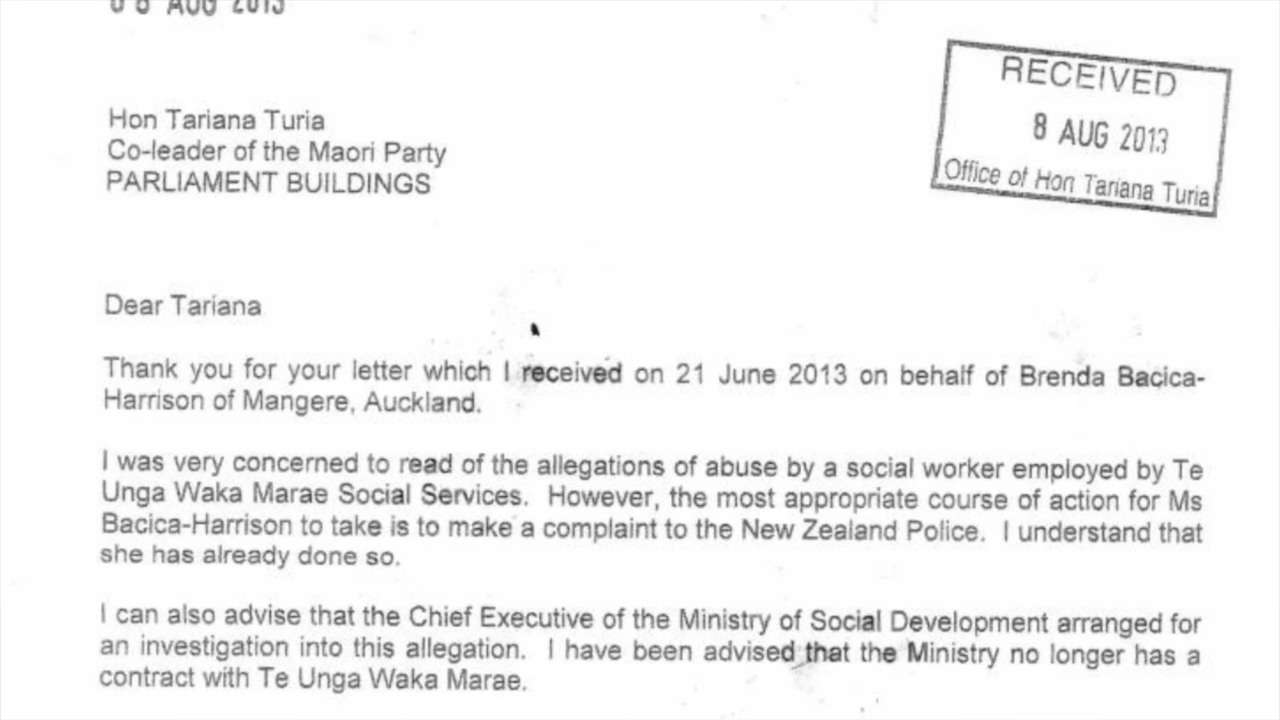 08 AUG 2013
RECEIVED
8 AUG 2013
Office of Hon Tariana Turia
Hon Tariana Turia
Co-leader of the Maori Party
PARLIAMENT BUILDINGS
Dear Tariana
Thank you for your letter which I received on 21 June 2013 on behalf of Brenda Bacica-
Harrison of Mangere, Auckland.
I was very concerned to read of the allegations of abuse by a social worker employed by Te
Unga Waka Marae Social Services. However, the most appropriate course of action for Ms
Bacica-Harrison to take is to make a complaint to the New Zealand Police. I understand that
she has already done so.
I can also advise that the Chief Executive of the Ministry of Social Development arranged for
an investigation into this allegation. I have been advised that the Ministry no longer has a
contract with Te Unga Waka Marae.